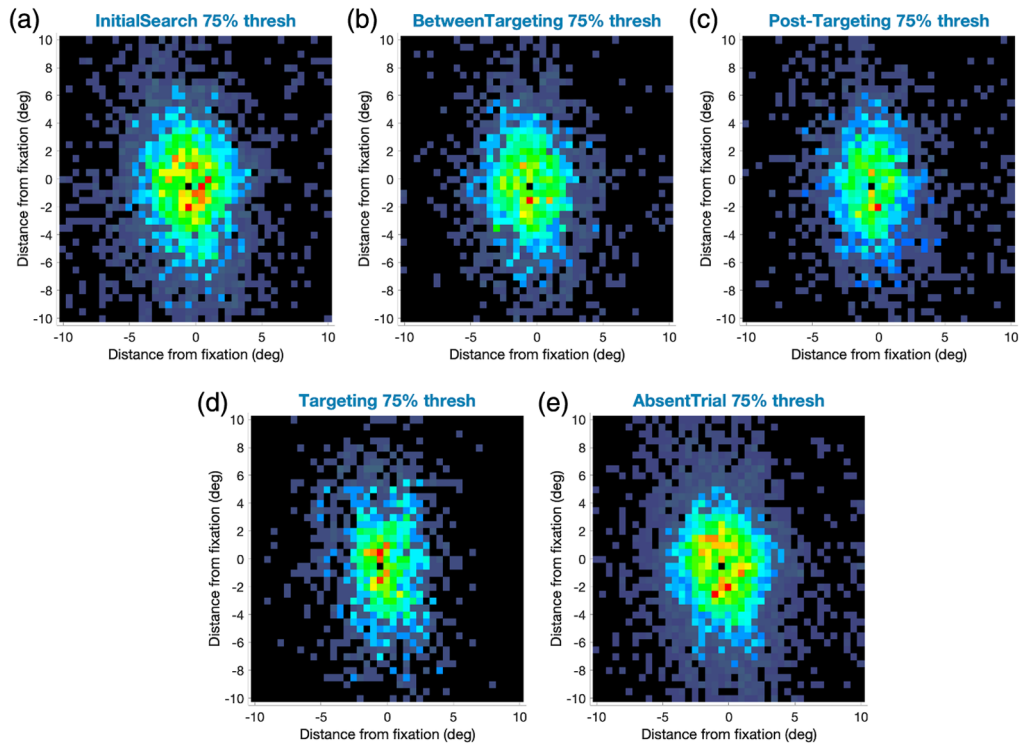 (a) InitialSearch 75% thresh
Distance from fixation (deg)
10
8
6
4
2
0
-2
-4
-6
-8
-10
-10 -5 0 5 10
Distance from fixation (deg)
(b) BetweenTargeting 75% thresh
Distance from fixation (deg)
10
8
6
4
2
0
-2
-4
-6
-8
-10
-10 -5 0 5 10
Distance from fixation (deg)
(c) Post-Targeting 75% thresh
Distance from fixation (deg)
10
8
6
4
2
0
-2
-4
-6
-8
-10
-10 -5 0 5 10
Distance from fixation (deg)
(d) Targeting 75% thresh
Distance from fixation (deg)
10
8
6
4
2
0
-2
-4
-6
-8
-10
-10 -5 0 5 10
Distance from fixation (deg)
(e) AbsentTrial 75% thresh
Distance from fixation (deg)
10
8
6
4
2
0
-2
-4
-6
-8
-10
-10 -5 0 5 10
Distance from fixation (deg)